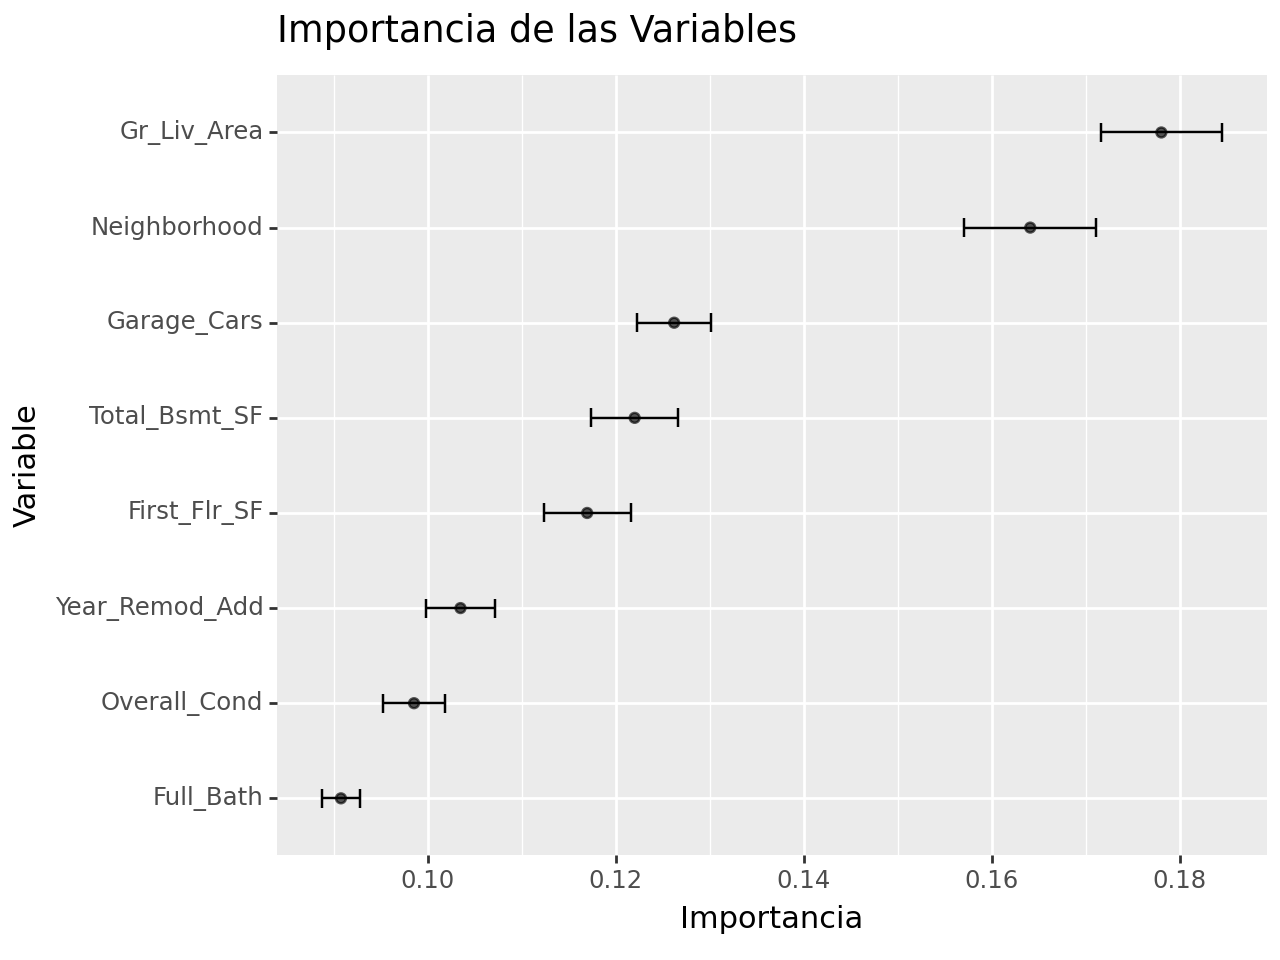 Importancia de las Variables
Gr_Liv_Area
Neighborhood
Garage_Cars
Total_Bsmt_SF
First_Flr_SF
Year_Remod_Add
Overall_Cond
Full_Bath
Variable
0.10 0.12 0.14 0.16 0.18
Importancia